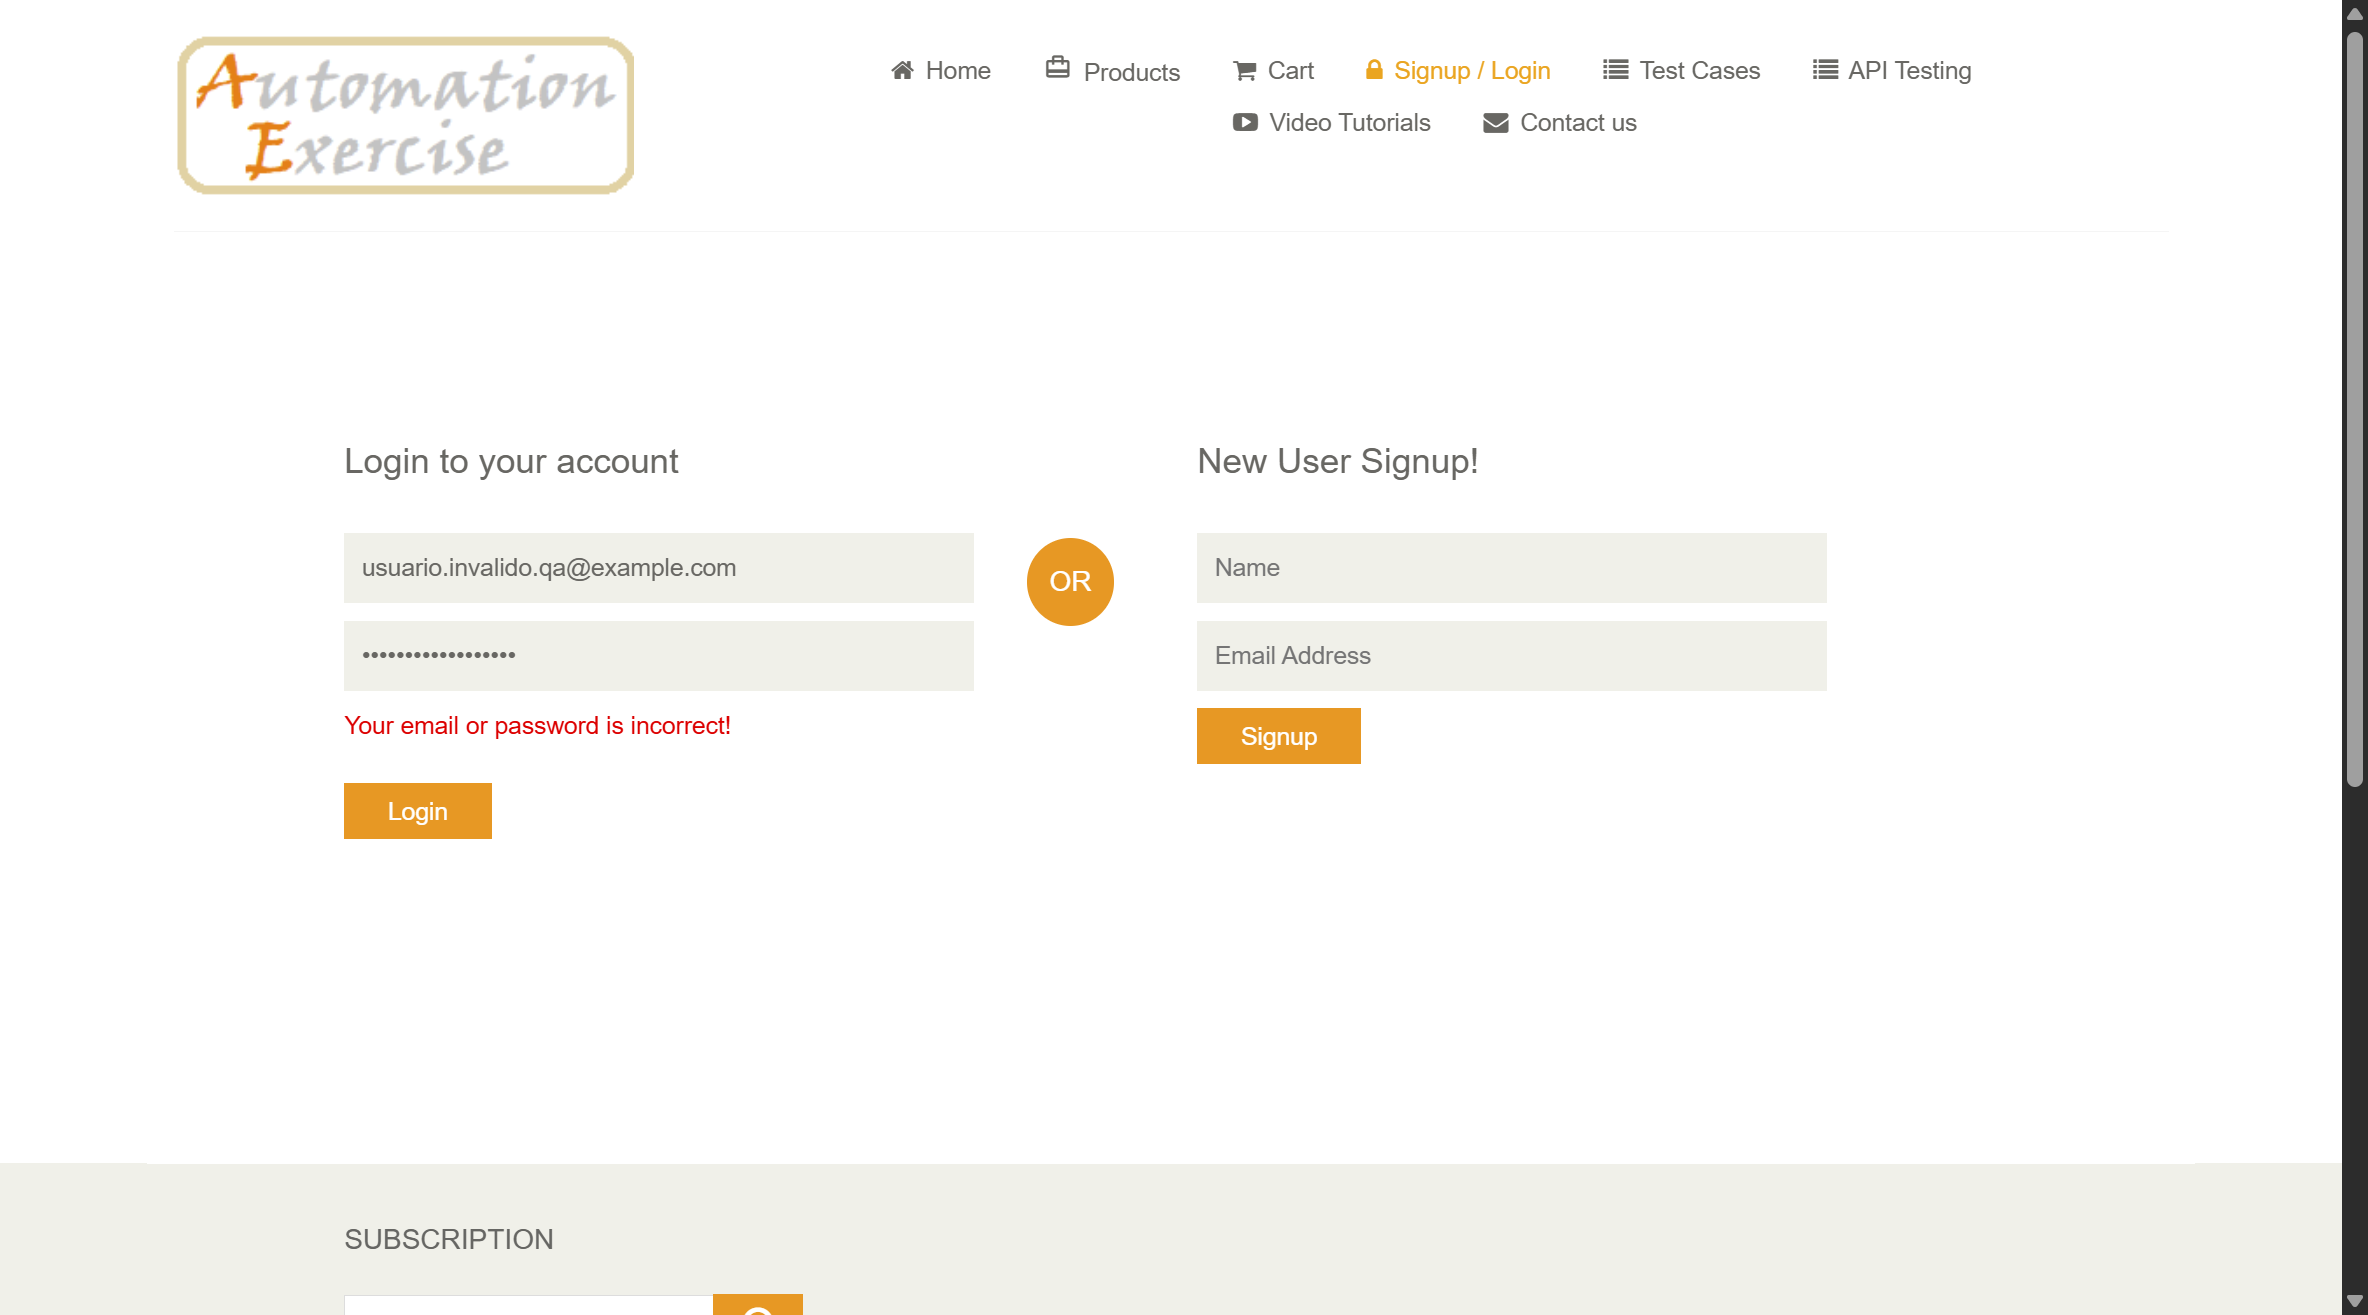 Automation
Exercise
Home
Products
Cart
Signup / Login
Test Cases
API Testing
Video Tutorials
Contact us
Login to your account
usuario.invalido.qa@example.com
••••••••••••••••••
Your email or password is incorrect!
Login
OR
New User Signup!
Name
Email Address
Signup
SUBSCRIPTION